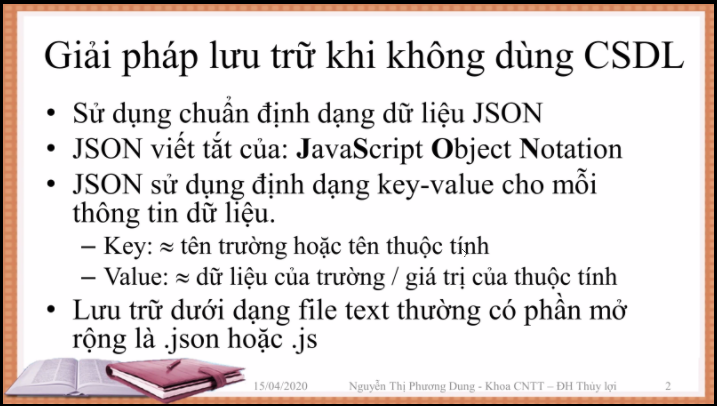 Giải pháp lưu trữ khi không dùng CSDL
• Sử dụng chuẩn định dạng dữ liệu JSON
• JSON viết tắt của: JavaScript Object Notation
• JSON sử dụng định dạng key-value cho mỗi
thông tin dữ liệu.
– Key: ≈ tên trường hoặc tên thuộc tính
– Value: ≈ dữ liệu của trường / giá trị của thuộc tính
• Lưu trữ dưới dạng file text thường có phần mở
rộng là .json hoặc .js
15/04/2020 Nguyễn Thị Phương Dung - Khoa CNTT – ĐH Thủy lợi 2